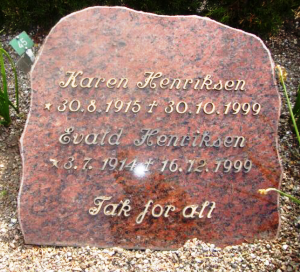 Karen Henriksen
* 30.8.1915 † 30.10.1999
Evald Henriksen
* 3.7.1914 † 16.12.1999
Tak for alt